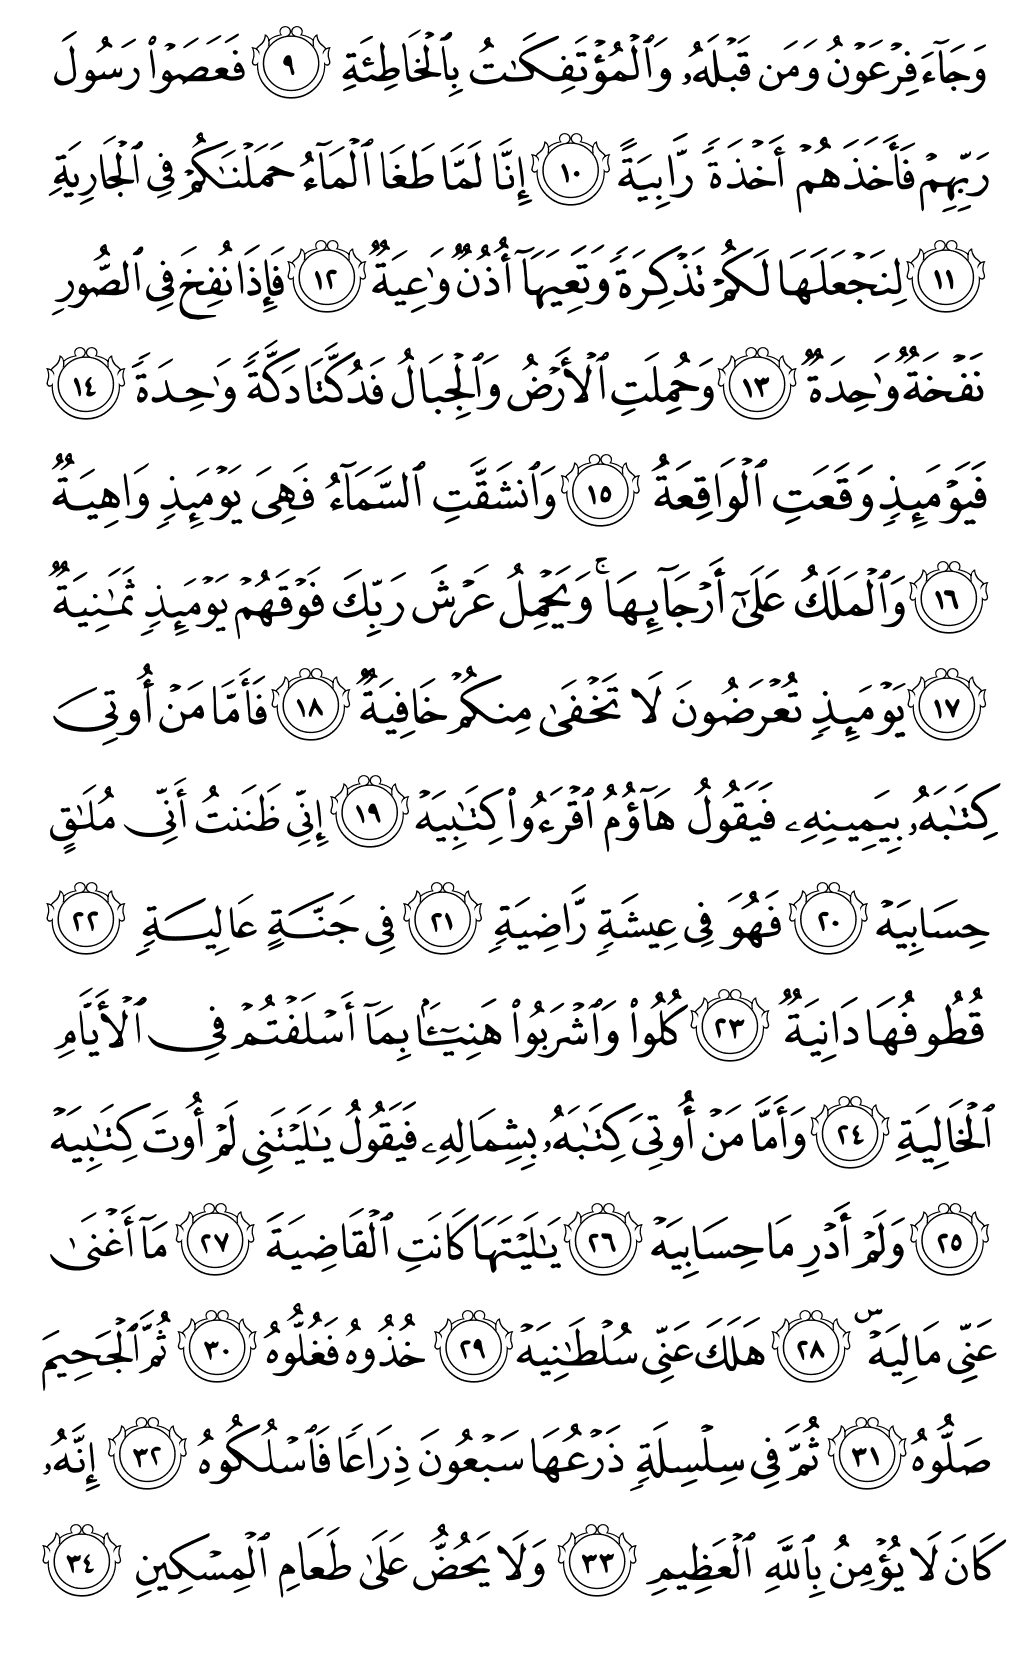 وَجَآءَ فِرۡعَوۡنُ وَمَن قَبۡلَهُۥ وَٱلۡمُؤۡتَفِكَٰتُ بِٱلۡخَاطِئَةِ ٩ فَعَصَوۡاْ رَسُولَ
رَبِّهِمۡ فَأَخَذَهُمۡ أَخۡذَةٗ رَّابِيَةً ١٠ إِنَّا لَمَّا طَغَا ٱلۡمَآءُ حَمَلۡنَٰكُمۡ فِي ٱلۡجَارِيَةِ
١١ لِنَجۡعَلَهَا لَكُمۡ تَذۡكِرَةٗ وَتَعِيَهَآ أُذُنٞ وَٰعِيَةٞ ١٢ فَإِذَا نُفِخَ فِي ٱلصُّورِ
نَفۡخَةٞ وَٰحِدَةٞ ١٣ وَحُمِلَتِ ٱلۡأَرۡضُ وَٱلۡجِبَالُ فَدُكَّتَا دَكَّةٗ وَٰحِدَةٗ ١٤
فَيَوۡمَئِذٖ وَقَعَتِ ٱلۡوَاقِعَةُ ١٥ وَٱنشَقَّتِ ٱلسَّمَآءُ فَهِيَ يَوۡمَئِذٖ وَاهِيَةٞ
١٦ وَٱلۡمَلَكُ عَلَىٰٓ أَرۡجَآئِهَاۚ وَيَحۡمِلُ عَرۡشَ رَبِّكَ فَوۡقَهُمۡ يَوۡمَئِذٖ ثَمَٰنِيَةٞ
١٧ يَوۡمَئِذٖ تُعۡرَضُونَ لَا تَخۡفَىٰ مِنكُمۡ خَافِيَةٞ ١٨ فَأَمَّا مَنۡ أُوتِيَ
كِتَٰبَهُۥ بِيَمِينِهِۦ فَيَقُولُ هَآؤُمُ ٱقۡرَءُواْ كِتَٰبِيَهۡ ١٩ إِنِّي ظَنَنتُ أَنِّي مُلَٰقٍ
حِسَابِيَهۡ ٢٠ فَهُوَ فِي عِيشَةٖ رَّاضِيَةٖ ٢١ فِي جَنَّةٍ عَالِيَةٖ ٢٢
قُطُوفُهَا دَانِيَةٞ ٢٣ كُلُواْ وَٱشۡرَبُواْ هَنِيٓـَٔۢا بِمَآ أَسۡلَفۡتُمۡ فِي ٱلۡأَيَّامِ
ٱلۡخَالِيَةِ ٢٤ وَأَمَّا مَنۡ أُوتِيَ كِتَٰبَهُۥ بِشِمَالِهِۦ فَيَقُولُ يَٰلَيۡتَنِي لَمۡ أُوتَ كِتَٰبِيَهۡ
٢٥ وَلَمۡ أَدۡرِ مَا حِسَابِيَهۡ ٢٦ يَٰلَيۡتَهَا كَانَتِ ٱلۡقَاضِيَةَ ٢٧ مَآ أَغۡنَىٰ
عَنِّي مَالِيَهۡۜ ٢٨ هَلَكَ عَنِّي سُلۡطَٰنِيَهۡ ٢٩ خُذُوهُ فَغُلُّوهُ ٣٠ ثُمَّ ٱلۡجَحِيمَ
صَلُّوهُ ٣١ ثُمَّ فِي سِلۡسِلَةٖ ذَرۡعُهَا سَبۡعُونَ ذِرَاعٗا فَٱسۡلُكُوهُ ٣٢ إِنَّهُۥ
كَانَ لَا يُؤۡمِنُ بِٱللَّهِ ٱلۡعَظِيمِ ٣٣ وَلَا يَحُضُّ عَلَىٰ طَعَامِ ٱلۡمِسۡكِينِ ٣٤